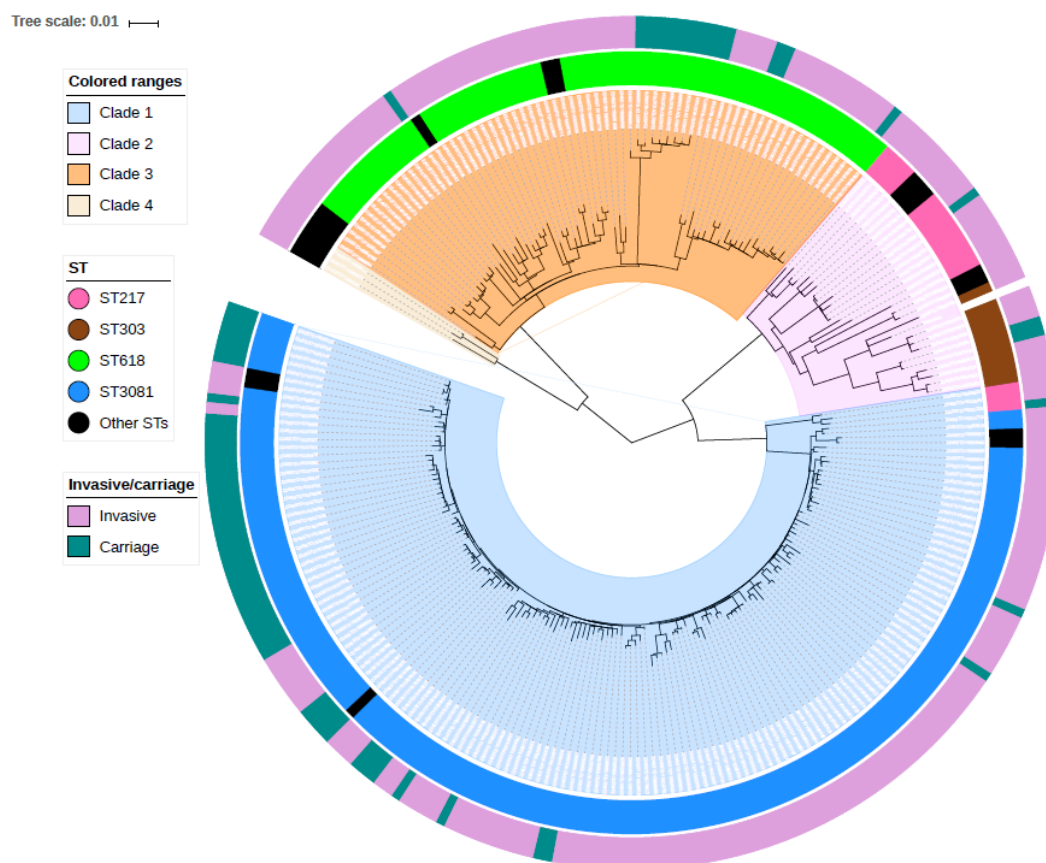 Tree scale: 0.01
Colored ranges
Clade 1
Clade 2
Clade 3
Clade 4
ST
ST217
ST303
ST618
ST3081
Other STs
Invasive/carriage
Invasive
Carriage